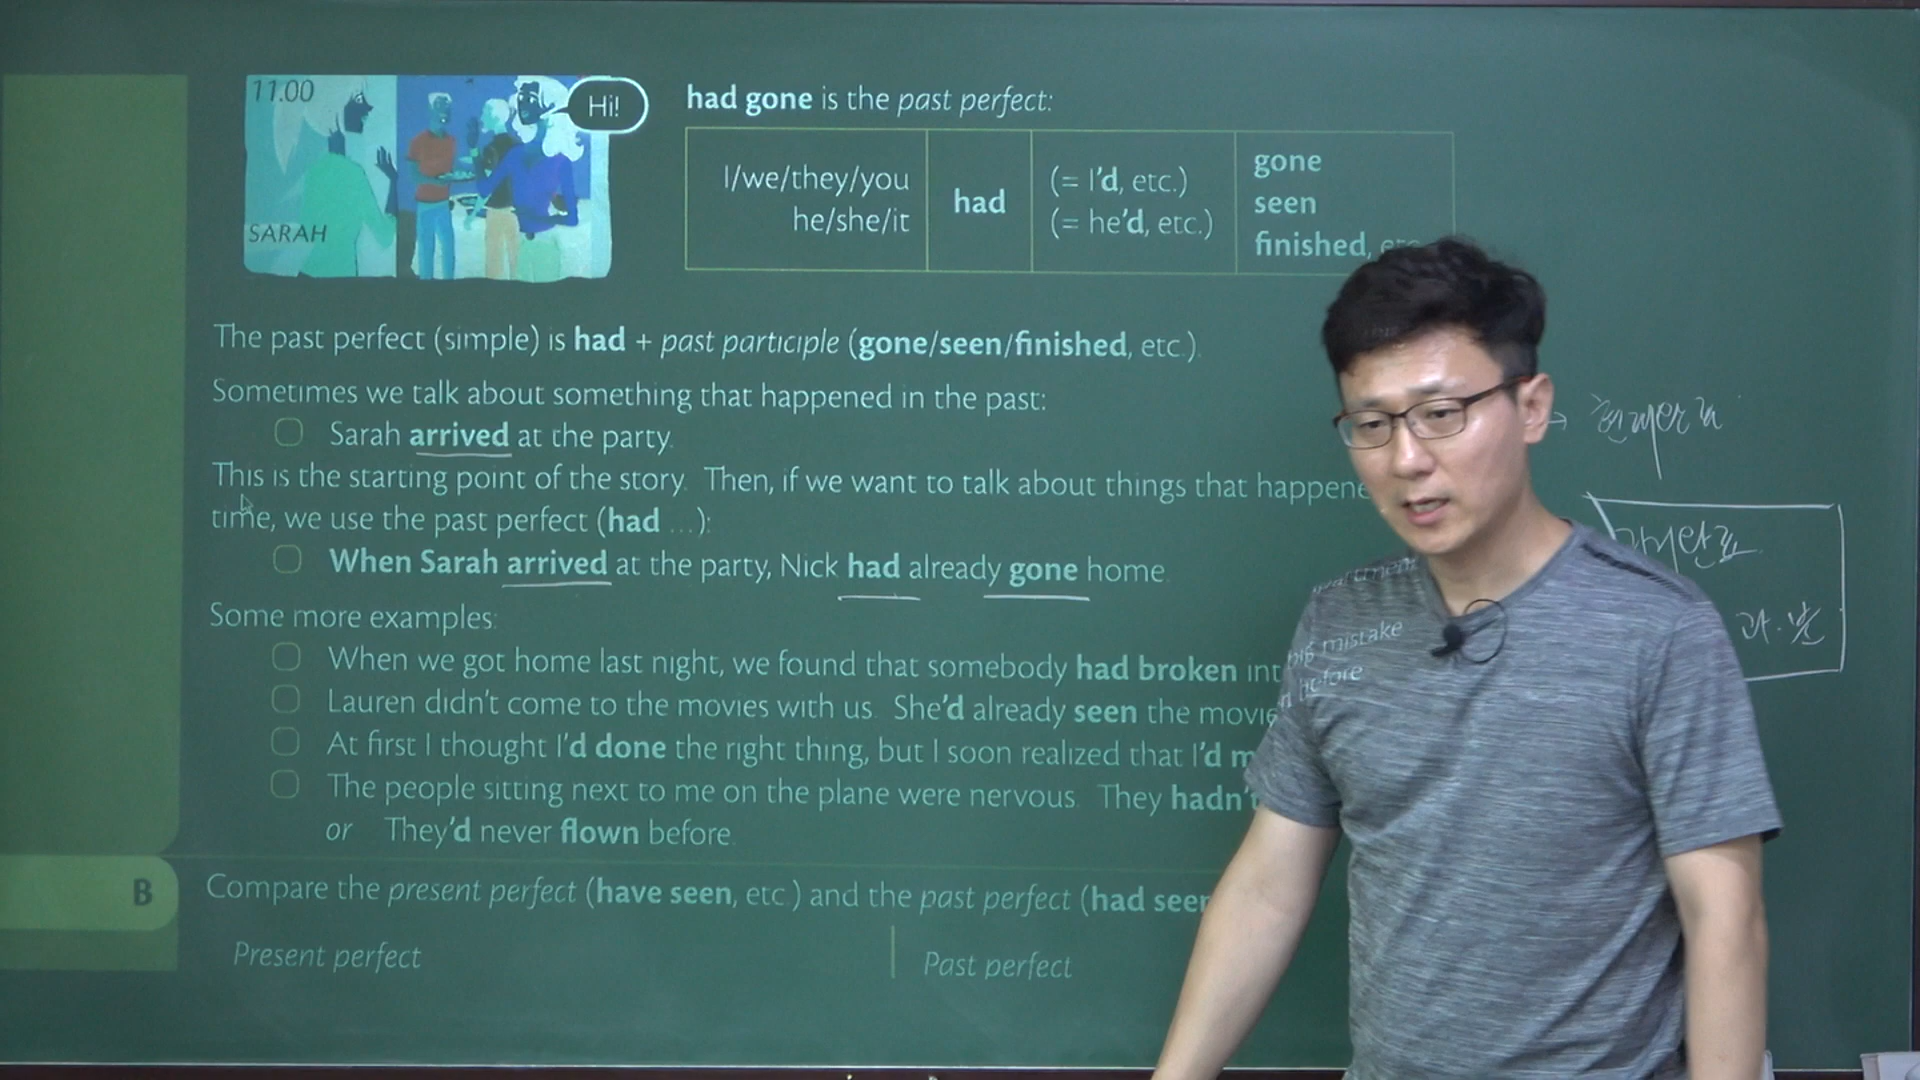 11.00
Hi!
SARAH
had gone is the past perfect:
I/we/they/you
he/she/it
had
(= I'd, etc.)
(= he'd, etc.)
gone
seen
finished,
The past perfect (simple) is had + past participle (gone/seen/finished, etc.).
Sometimes we talk about something that happened in the past:
Sarah arrived at the party.
This is the starting point of the story. Then, if we want to talk about things that happene
time, we use the past perfect (had ...):
When Sarah arrived at the party, Nick had already gone home.
Some more examples:
When we got home last night, we found that somebody had broken int
Lauren didn't come to the movies with us. She'd already seen the movie
At first I thought I'd done the right thing, but I soon realized that I'd m
big mistake
The people sitting next to me on the plane were nervous. They hadn't
before
or They'd never flown before.
B
Compare the present perfect (have seen, etc.) and the past perfect (had seen
Present perfect
Past perfect